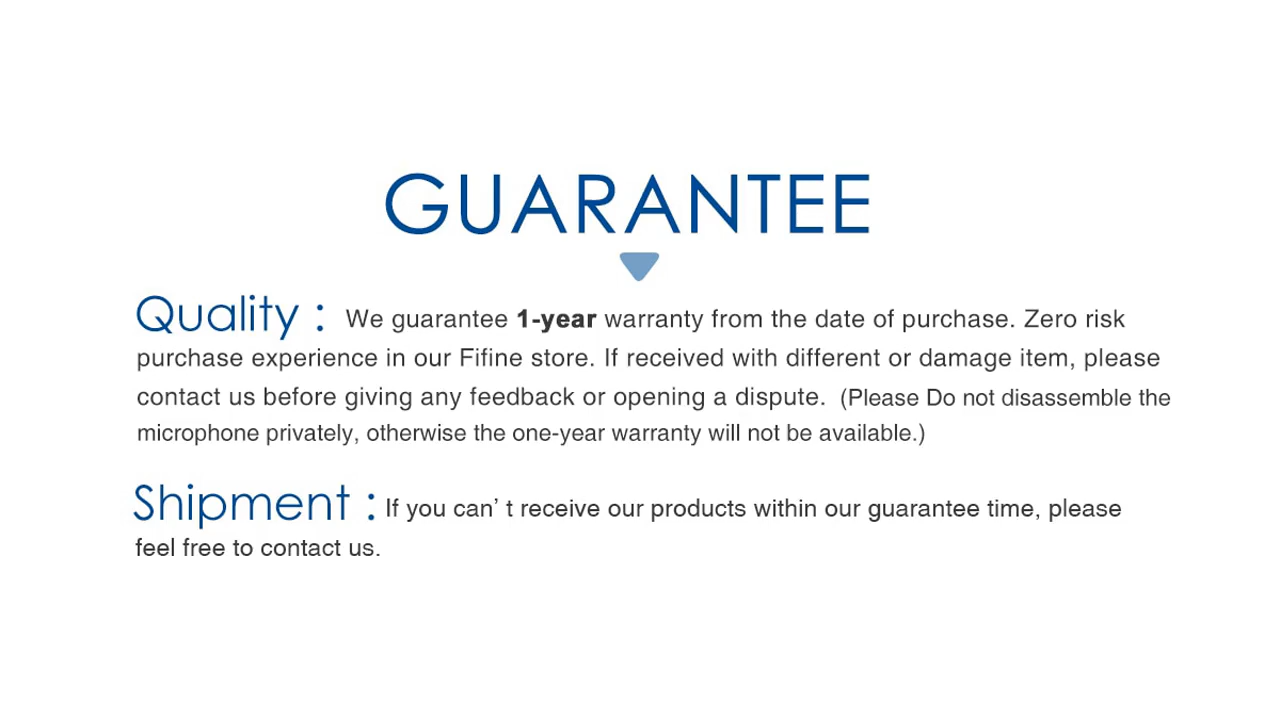 GUARANTEE
Quality : We guarantee 1-year warranty from the date of purchase. Zero risk
purchase experience in our Fifine store. If received with different or damage item, please
contact us before giving any feedback or opening a dispute. (Please Do not disassemble the
microphone privately, otherwise the one-year warranty will not be available.)
Shipment : If you can’ t receive our products within our guarantee time, please
feel free to contact us.